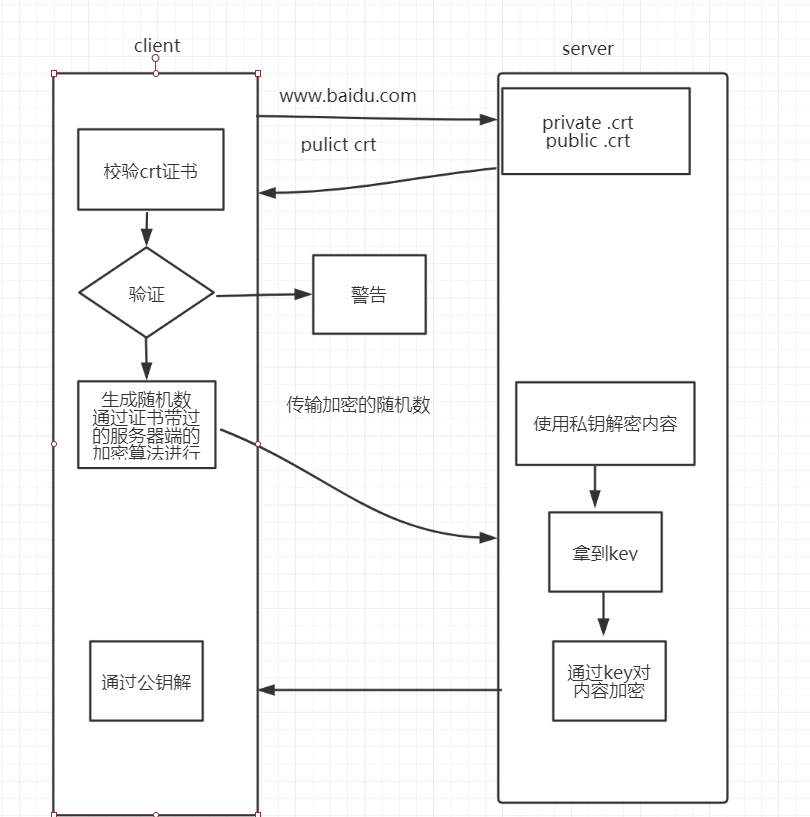 client
server
www.baidu.com
private .crt
public .crt
pulict crt
校验crt证书
验证
警告
生成随机数
通过证书带过
的服务器端的
加密算法进行
传输加密的随机数
使用私钥解密内容
拿到key
通过key对
内容加密
通过公钥解